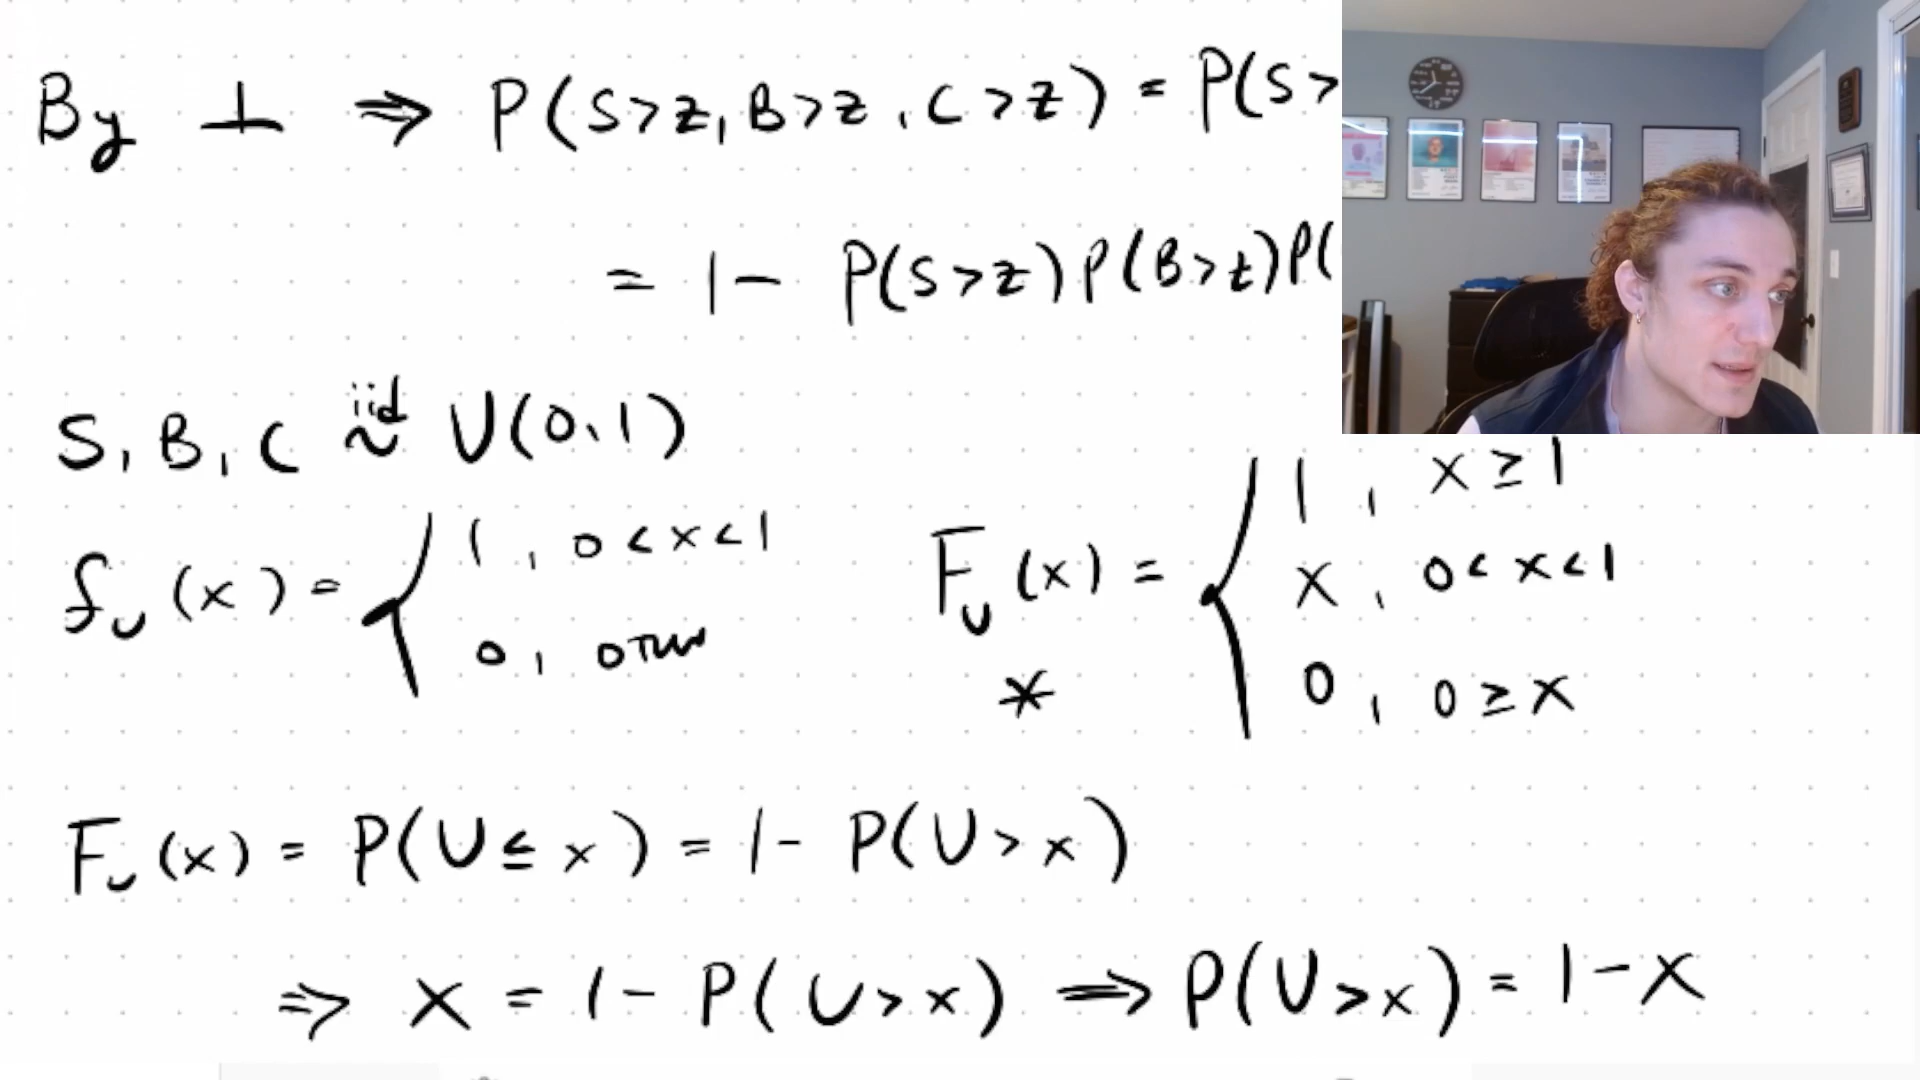 By ⊥ ⇒ P(S>z, B>z, C>z) = P(S>
= 1 - P(S>z)P(B>z)P(
S, B, C iid ~ U(0,1)
f_U(x) = { 1, 0<x<1
0, OTW
F_U(x) = { 1, x≥1
x, 0<x<1
0, 0≥x
*
F_U(x) = P(U≤x) = 1 - P(U>x)
⇒ x = 1 - P(U>x) ⇒ P(U>x) = 1-x